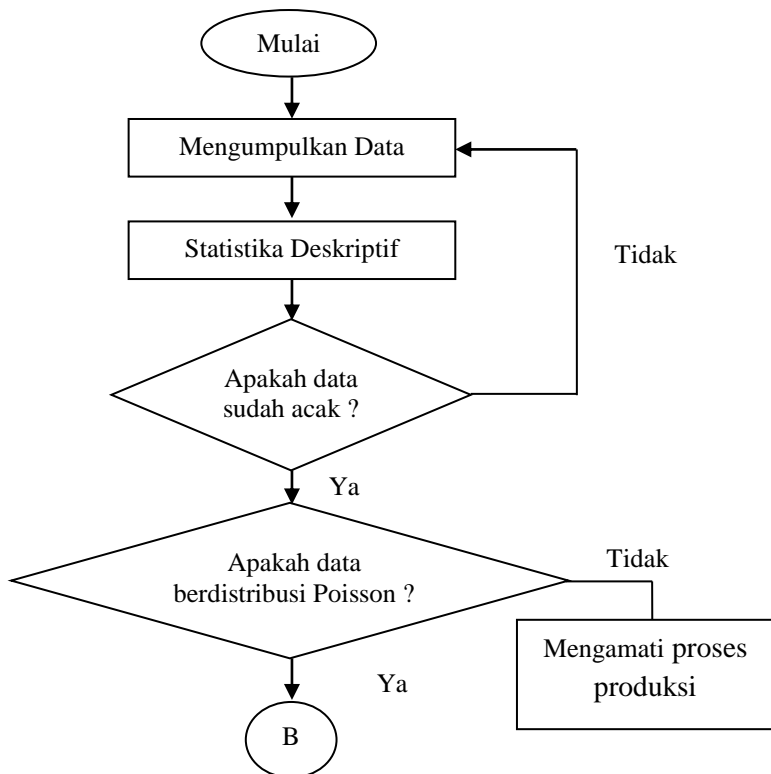 Mulai
Mengumpulkan Data
Statistika Deskriptif
Tidak
Apakah data
sudah acak ?
Ya
Apakah data
berdistribusi Poisson ?
Tidak
Mengamati proses
produksi
Ya
B